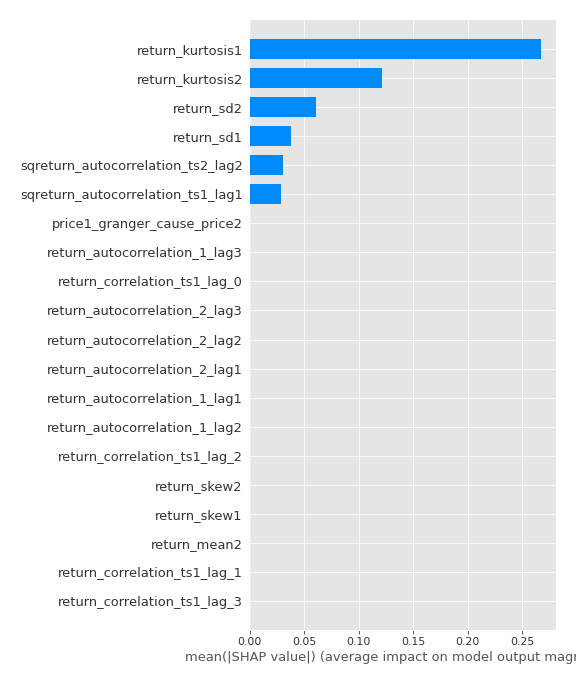 return_kurtosis1
return_kurtosis2
return_sd2
return_sd1
sqreturn_autocorrelation_ts2_lag2
sqreturn_autocorrelation_ts1_lag1
price1_granger_cause_price2
return_autocorrelation_1_lag3
return_correlation_ts1_lag_0
return_autocorrelation_2_lag3
return_autocorrelation_2_lag2
return_autocorrelation_2_lag1
return_autocorrelation_1_lag1
return_autocorrelation_1_lag2
return_correlation_ts1_lag_2
return_skew2
return_skew1
return_mean2
return_correlation_ts1_lag_1
return_correlation_ts1_lag_3
0.00 0.05 0.10 0.15 0.20 0.25
mean(|SHAP value|) (average impact on model output magn